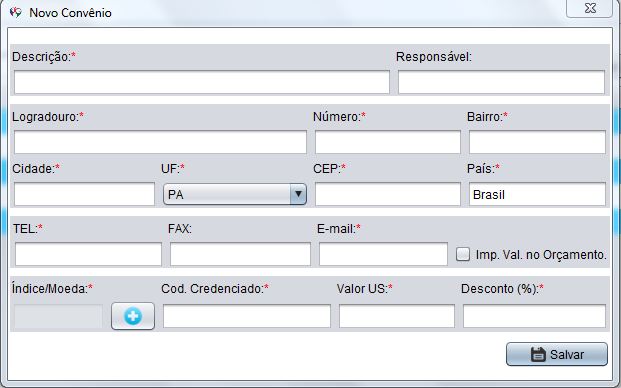 Novo Convênio
Descrição:* Responsável:
Logradouro:* Número:* Bairro:*
Cidade:* UF:* CEP:* País:*
PA Brasil
TEL:* FAX: E-mail:*
Imp. Val. no Orçamento.
Índice/Moeda:* Cod. Credenciado:* Valor US:* Desconto (%):*
Salvar